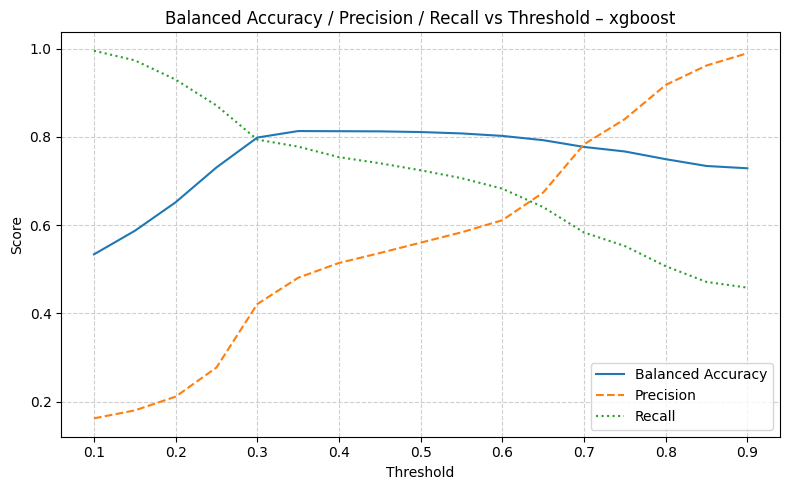 Balanced Accuracy / Precision / Recall vs Threshold – xgboost
Score
1.0
0.8
0.6
0.4
0.2
0.1 0.2 0.3 0.4 0.5 0.6 0.7 0.8 0.9
Threshold
Balanced Accuracy
Precision
Recall